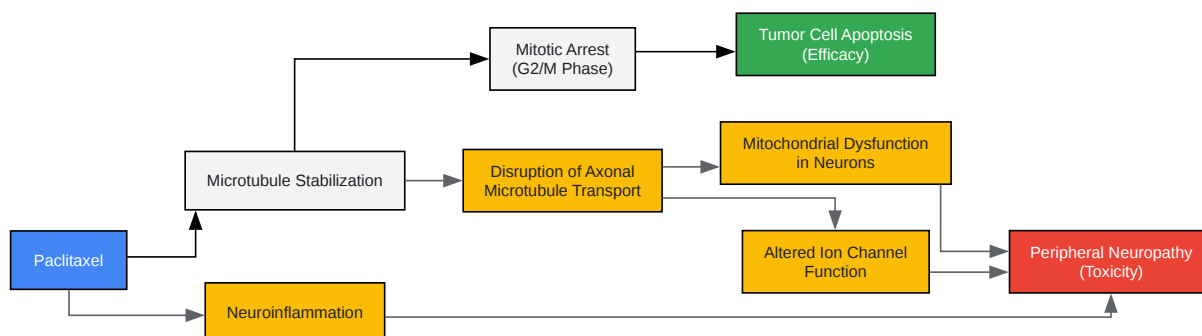 Tumor Cell Apoptosis
(Efficacy)
Mitotic Arrest
(G2/M Phase)
Mitochondrial Dysfunction
in Neurons
Microtubule Stabilization
Disruption of Axonal
Microtubule Transport
Paclitaxel
Altered Ion Channel
Function
Peripheral Neuropathy
(Toxicity)
Neuroinflammation